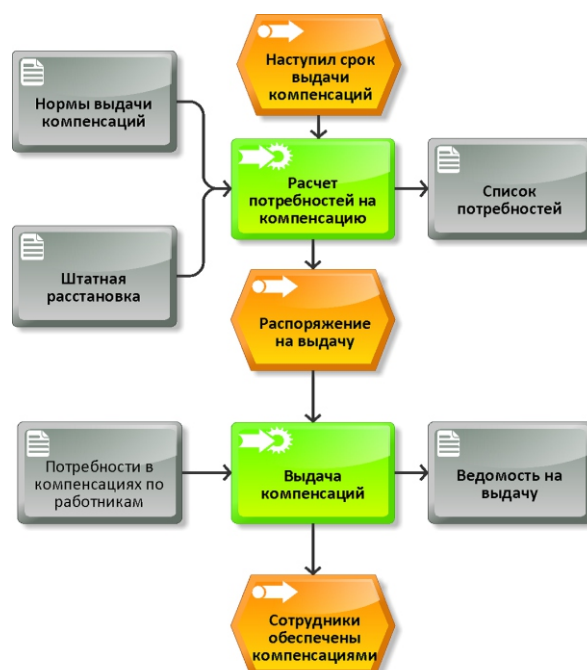 Наступил срок
выдачи
компенсаций
Нормы выдачи
компенсаций
Расчет
потребностей на
компенсацию
Список
потребностей
Штатная
расстановка
Распоряжение
на выдачу
Потребности в
компенсациях по
работникам
Выдача
компенсаций
Ведомость на
выдачу
Сотрудники
обеспечены
компенсациями